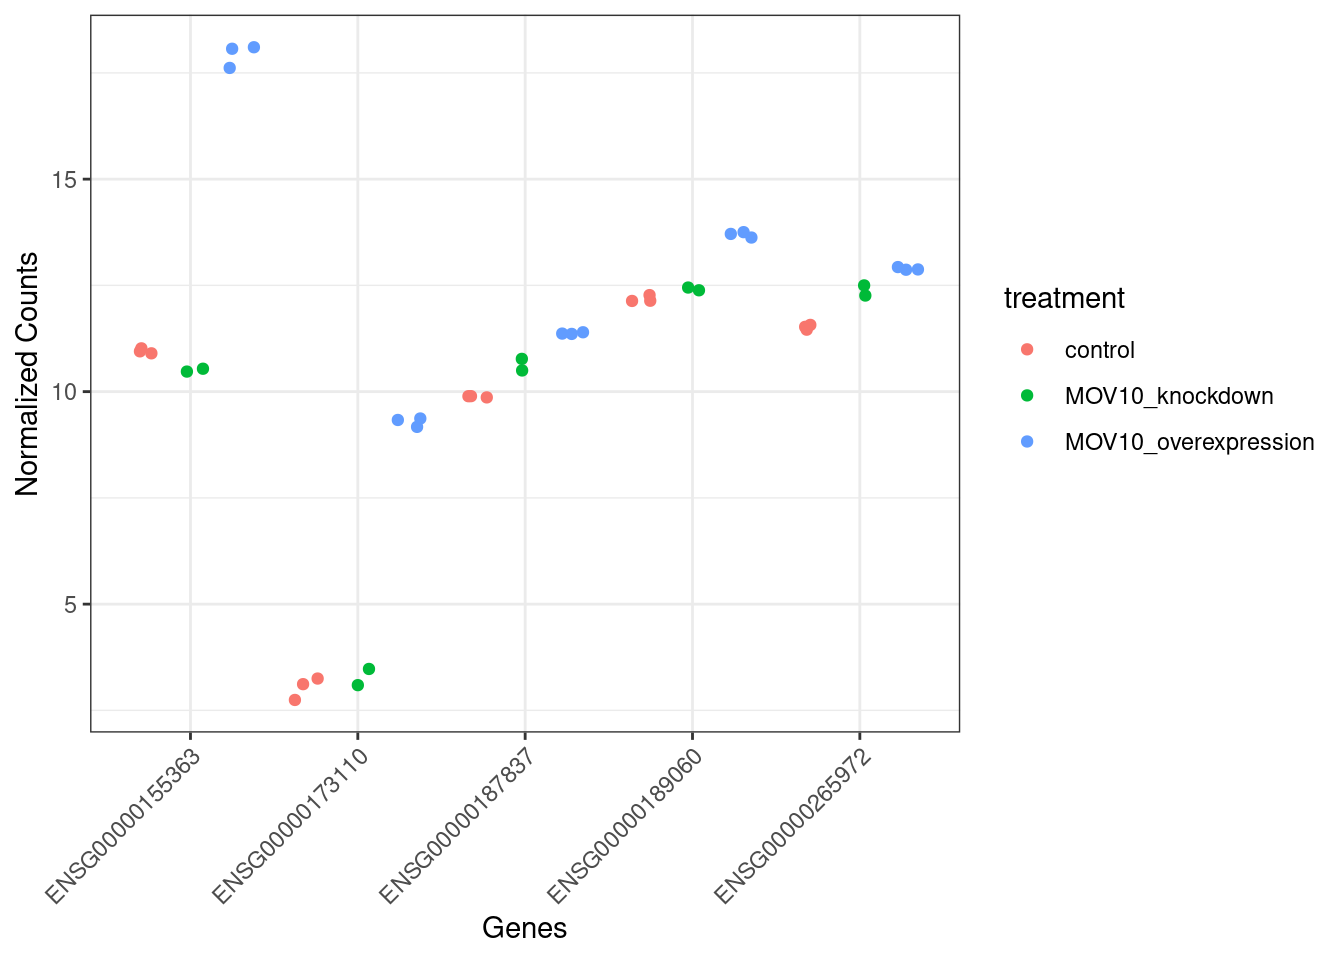 15
10
5
Normalized Counts
ENSG00000155363
ENSG00000173110
ENSG00000187837
ENSG00000189060
ENSG00000265972
Genes
treatment
control
MOV10_knockdown
MOV10_overexpression